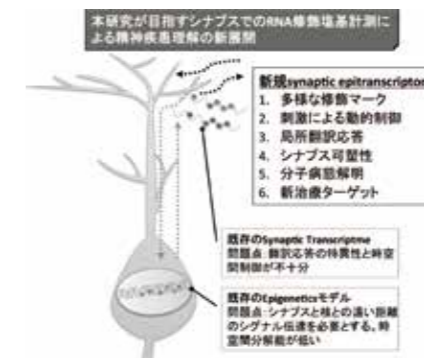 本研究が目指すシナプスでのRNA修飾塩基計測に
よる精神疾患理解の新展開
新規synaptic epitranscriptor
1. 多様な修飾マーク
2. 刺激による動的制御
3. 局所翻訳応答
4. シナプス可塑性
5. 分子病態解明
6. 新治療ターゲット
既存のSynaptic Transcriptme
問題点:翻訳応答の特異性と時空
間制御が不十分
既存のEpigeneticsモデル
問題点:シナプスと核との遠い距離
のシグナル伝達を必要とする。時
空間分解能が低い